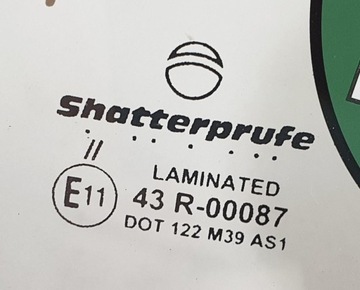 Shatterprufe
LAMINATED
E11
43 R-00087
DOT 122 M39 AS1